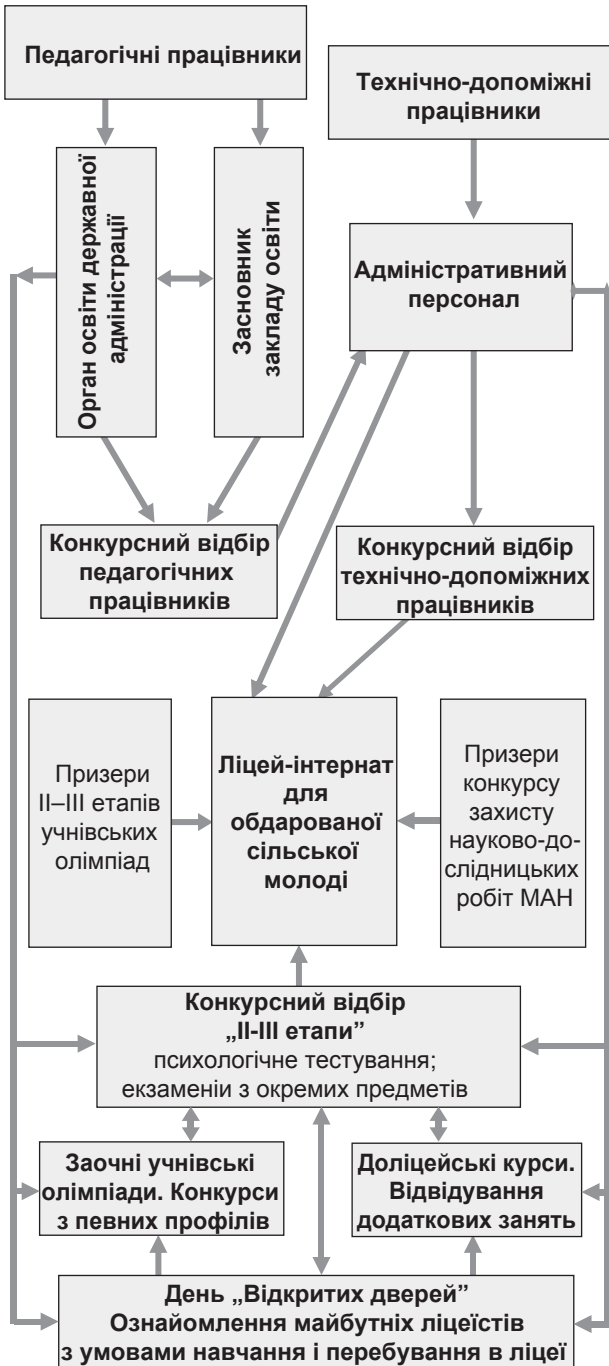 Педагогічні працівники
Технічно-допоміжні
працівники
Орган освіти державної
адміністрації
Засновник
закладу освіти
Адміністративний
персонал
Конкурсний відбір
педагогічних
працівників
Конкурсний відбір
технічно-допоміжних
працівників
Призери
II–III етапів
учнівських
олімпіад
Ліцей-інтернат
для
обдарованої
сільської
молоді
Призери
конкурсу
захисту
науково-до-
слідницьких
робіт МАН
Конкурсний відбір
„II-III етапи”
психологічне тестування;
екзаменіи з окремих предметів
Заочні учнівські
олімпіади. Конкурси
з певних профілів
Доліцейські курси.
Відвідування
додаткових занять
День „Відкритих дверей”
Ознайомлення майбутніх ліцеїстів
з умовами навчання і перебування в ліцеї